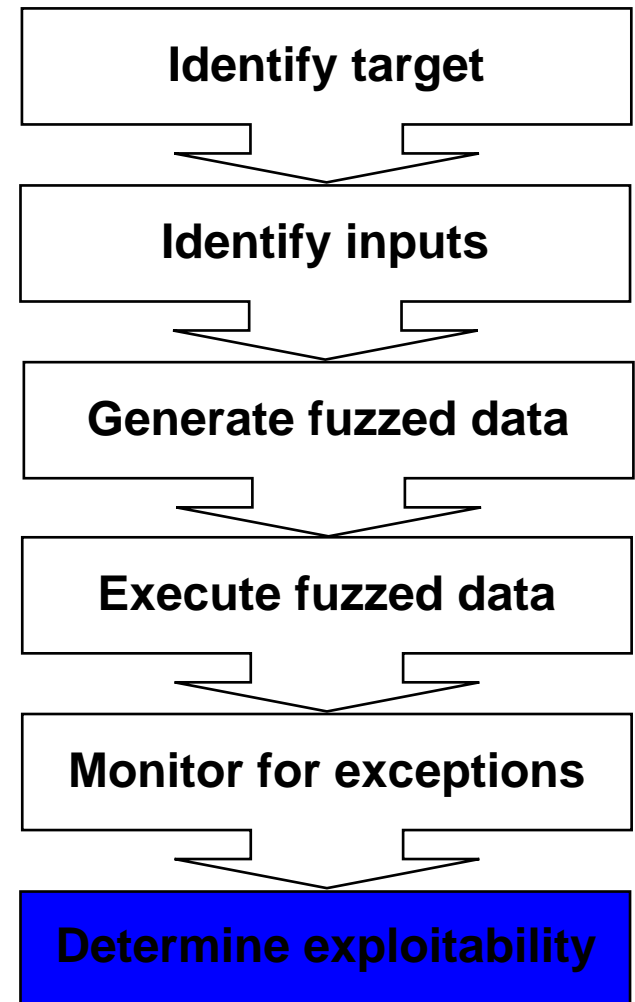 Identify target
Identify inputs
Generate fuzzed data
Execute fuzzed data
Monitor for exceptions
Determine exploitability